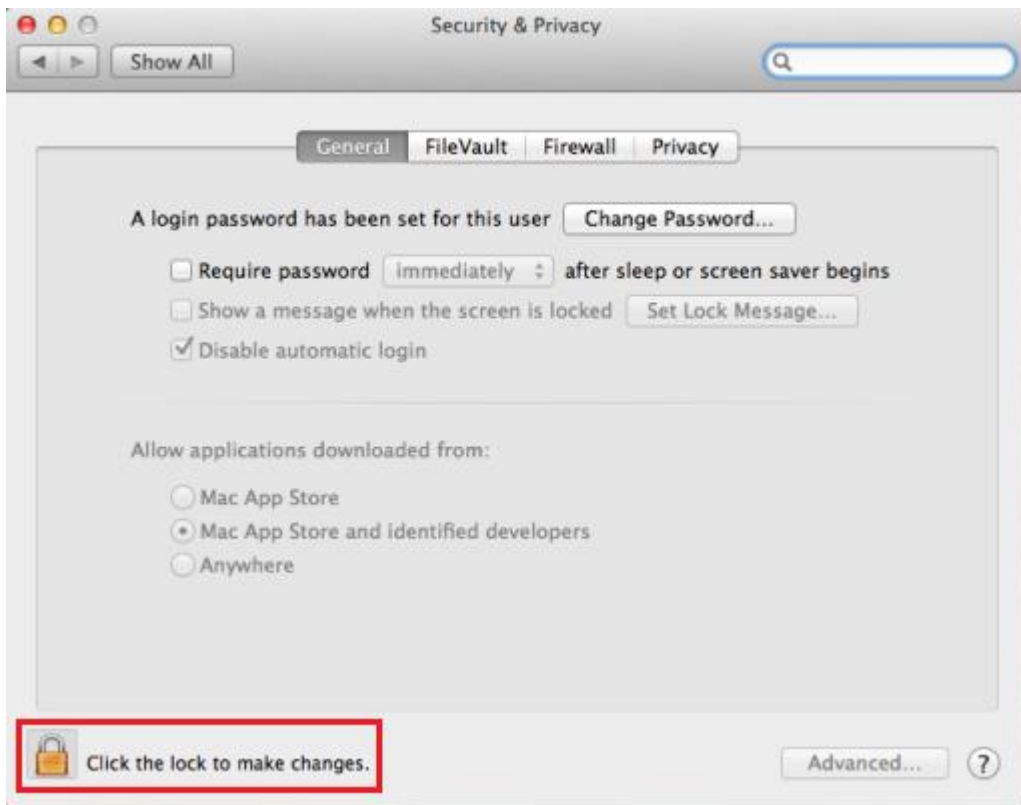 Security & Privacy
Show All
General FileVault Firewall Privacy
A login password has been set for this user Change Password...
Require password immediately after sleep or screen saver begins
Show a message when the screen is locked Set Lock Message...
Disable automatic login
Allow applications downloaded from:
Mac App Store
Mac App Store and identified developers
Anywhere
Click the lock to make changes. Advanced... ?